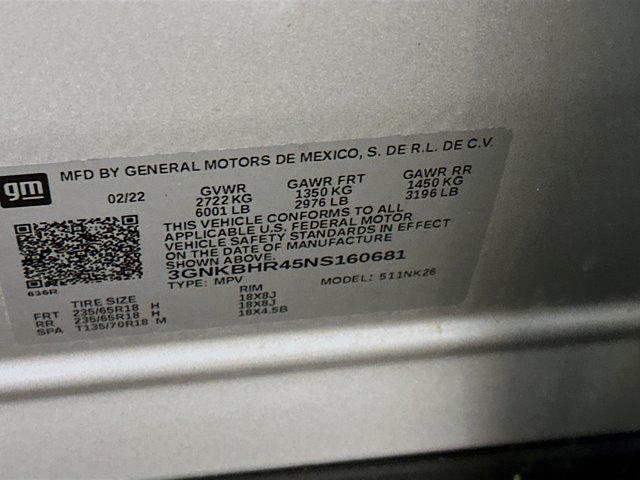 gm
MFD BY GENERAL MOTORS DE MEXICO, S. DE R.L. DE C.V.
02/22 GVWR GAWR FRT GAWR RR
2722 KG 1350 KG 1450 KG
6001 LB 2976 LB 3196 LB
THIS VEHICLE CONFORMS TO ALL
APPLICABLE U.S. FEDERAL MOTOR
VEHICLE SAFETY STANDARDS IN EFFECT
ON THE DATE OF MANUFACTURE
SHOWN ABOVE.
3GNKBHR45NS160681
TYPE: MPV MODEL: 511NK26
636R
TIRE SIZE RIM
FRT 235/65R18 H 18X8J
RR 235/65R18 H 18X8J
SPA T135/70R18 M 18X4.5B